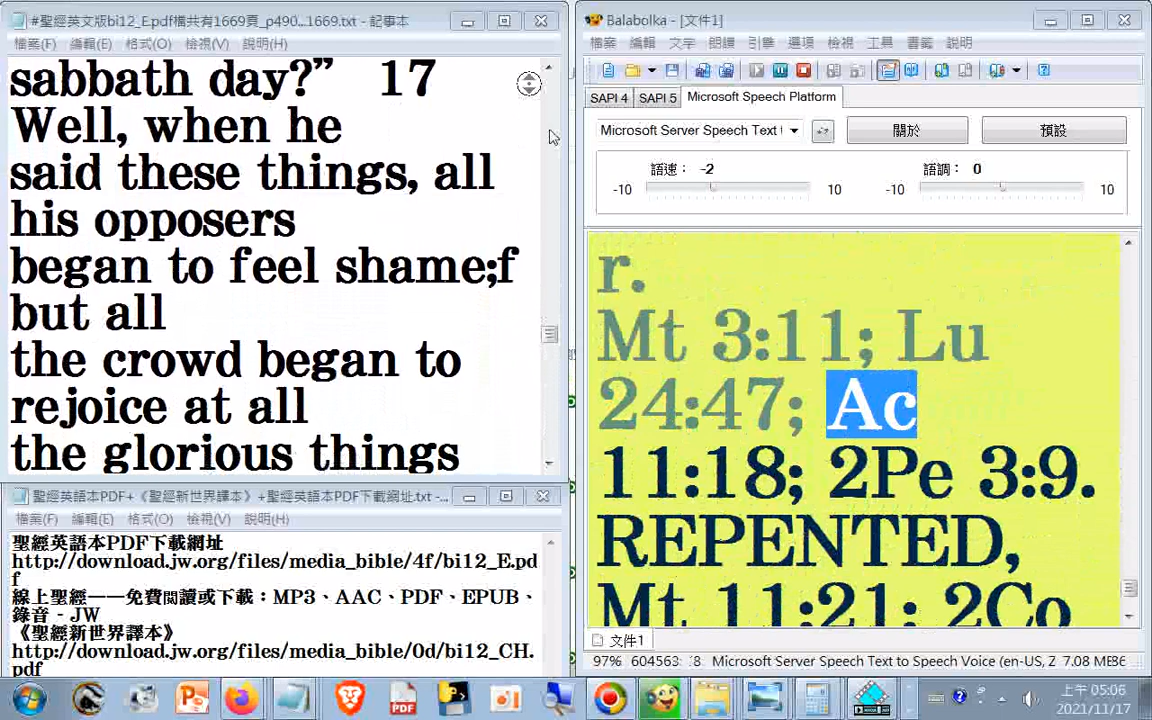 #聖經英文版bi12_E.pdf檔共有1669頁_p490...1669.txt - 記事本
檔案(F) 編輯(E) 格式(O) 檢視(V) 說明(H)
sabbath day?” 17
Well, when he
said these things, all
his opposers
began to feel shame;f
but all
the crowd began to
rejoice at all
the glorious things
聖經英語本PDF+《聖經新世界譯本》+聖經英語本PDF下載網址.txt - ...
檔案(F) 編輯(E) 格式(O) 檢視(V) 說明(H)
聖經英語本PDF下載網址
http://download.jw.org/files/media_bible/4f/bi12_E.pd
f
線上聖經——免費閱讀或下載：MP3、AAC、PDF、EPUB、
錄音 - JW
《聖經新世界譯本》
http://download.jw.org/files/media_bible/0d/bi12_CH.
pdf
Balabolka - [文件1]
檔案 編輯 文字 朗讀 引擎 選項 檢視 工具 書籤 說明
SAPI 4 SAPI 5 Microsoft Speech Platform
Microsoft Server Speech Text 關於 預設
語速： -2 語調： 0
-10 10 -10 10
r.
Mt 3:11; Lu
24:47; Ac
11:18; 2Pe 3:9.
REPENTED,
Mt 11:21; 2Co
文件1
97% 604563 Microsoft Server Speech Text to Speech Voice (en-US, Z 7.08 MB
上午 05:06
2021/11/17